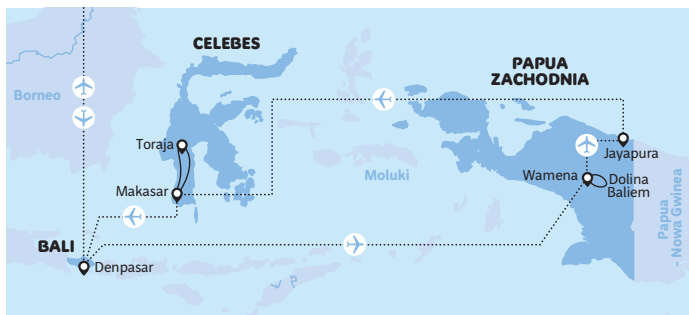 CELEBES
PAPUA
ZACHODNIA
Borneo
Toraja
Jayapura
Moluki
Wamena
Dolina
Baliem
Makasar
Papua
- Nowa Gwinea
BALI
Denpasar